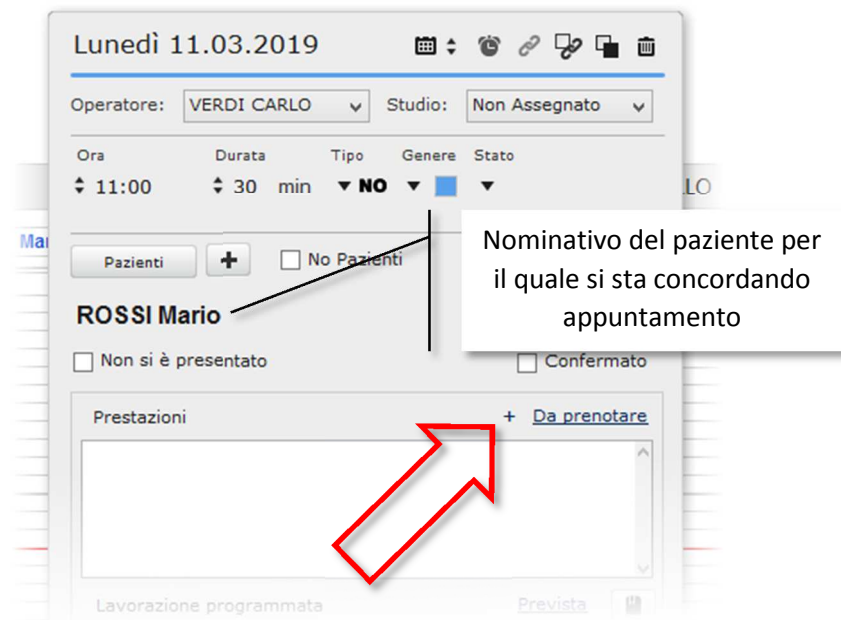 Lunedì 11.03.2019
Operatore: VERDI CARLO Studio: Non Assegnato
Ora Durata Tipo Genere Stato
11:00 30 min NO
LO
Mar
Pazienti + No Pazienti
Nominativo del paziente per
il quale si sta concordando
appuntamento
ROSSI Mario
Non si è presentato Confermato
Prestazioni + Da prenotare
Lavorazione programmata Prevista